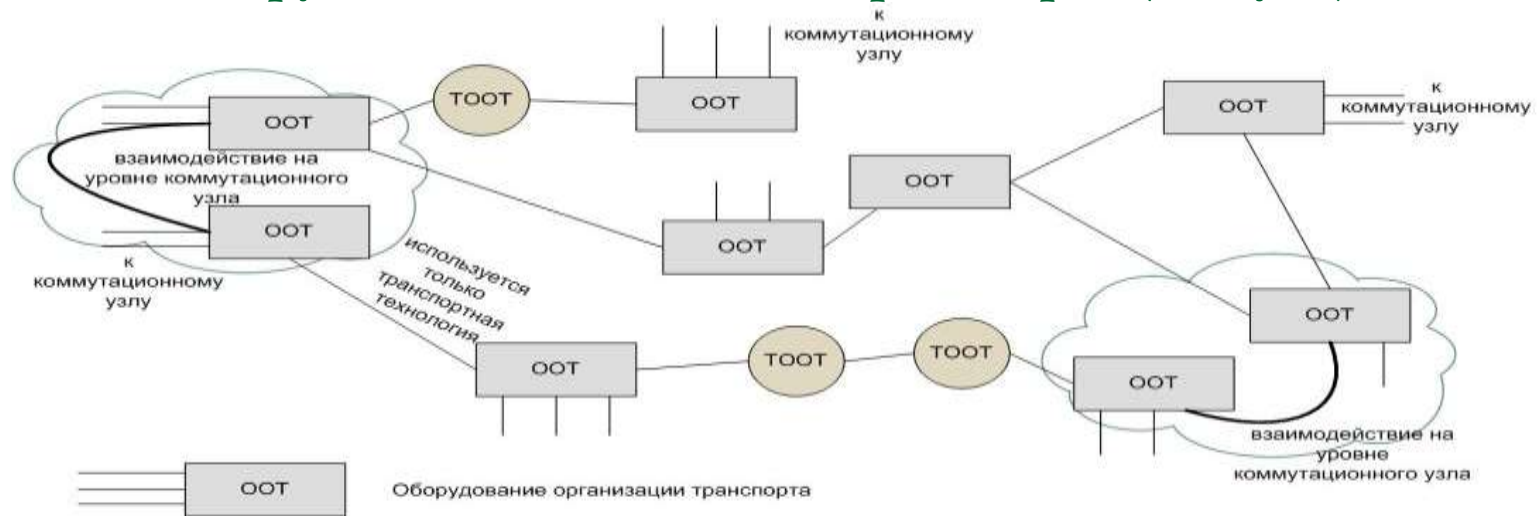 к
коммутационному
узлу
ТООТ
ООТ
ООТ
ООТ
к
коммутационному
узлу
взаимодействие на
уровне коммутационного
узла
ООТ
ООТ
ООТ
к
коммутационному
узлу
используется
только
транспортная
технология
ООТ
ООТ
ТООТ
ТООТ
ООТ
взаимодействие на
уровне
коммутационного узла
ООТ
Оборудование организации транспорта